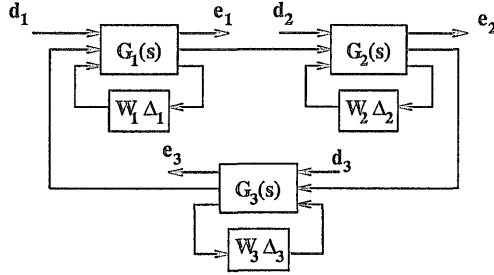 d1 e1 d2 e2
G1(s) G2(s)
W1 Δ1 W2 Δ2
e3 d3
G3(s)
W3 Δ3